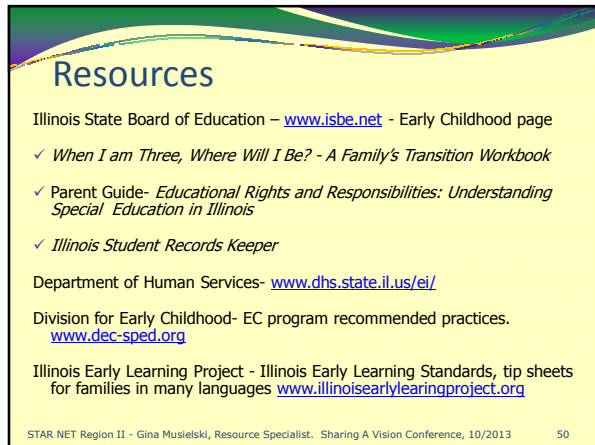 Resources
Illinois State Board of Education – www.isbe.net - Early Childhood page
✓ When I am Three, Where Will I Be? - A Family's Transition Workbook
✓ Parent Guide- Educational Rights and Responsibilities: Understanding
Special Education in Illinois
✓ Illinois Student Records Keeper
Department of Human Services- www.dhs.state.il.us/ei/
Division for Early Childhood- EC program recommended practices.
www.dec-sped.org
Illinois Early Learning Project - Illinois Early Learning Standards, tip sheets
for families in many languages www.illinoisearlylearingproject.org
STAR NET Region II - Gina Musielski, Resource Specialist. Sharing A Vision Conference, 10/2013 50